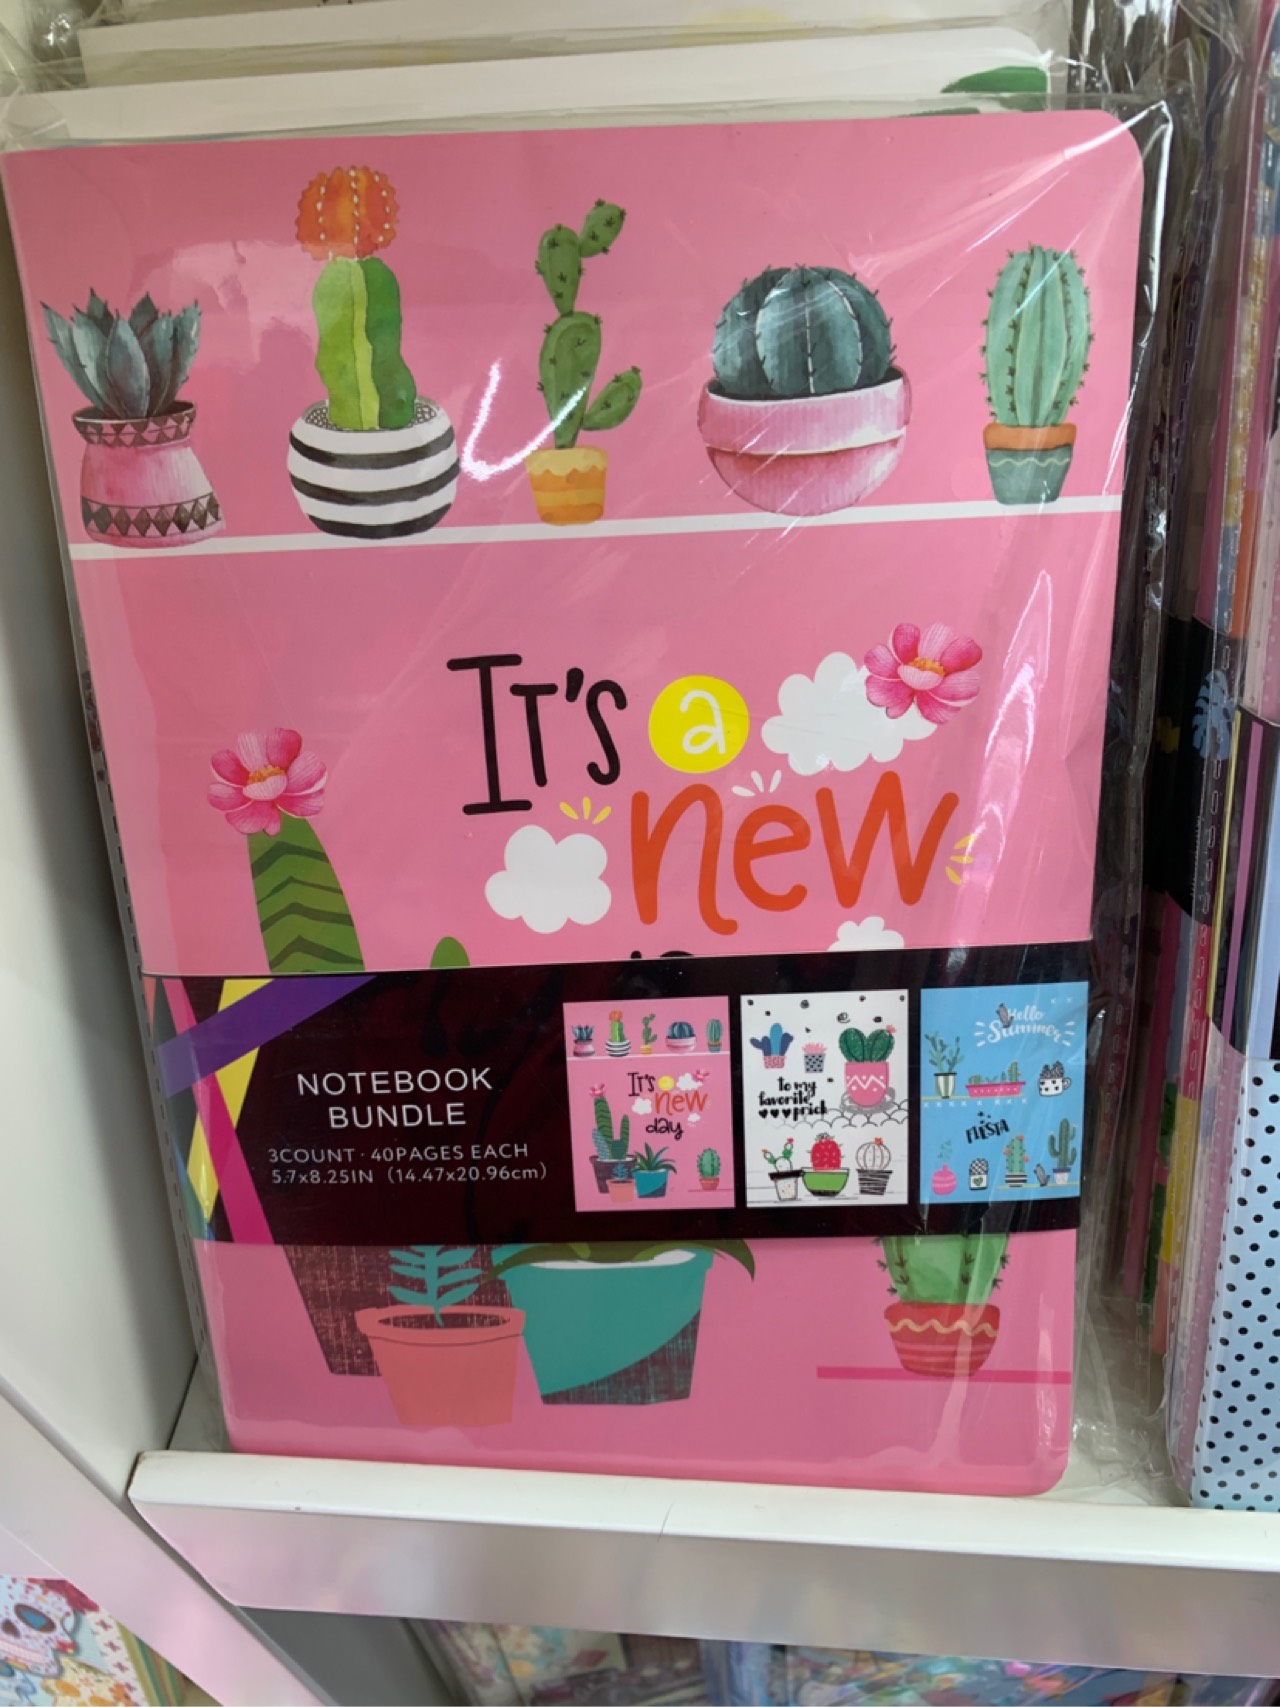 It's a
new
NOTEBOOK
BUNDLE
3COUNT · 40PAGES EACH
5.7x8.25IN (14.47x20.96cm)
It's
new
day
to my
favorite
prick
Hello
Summer
FIESTA